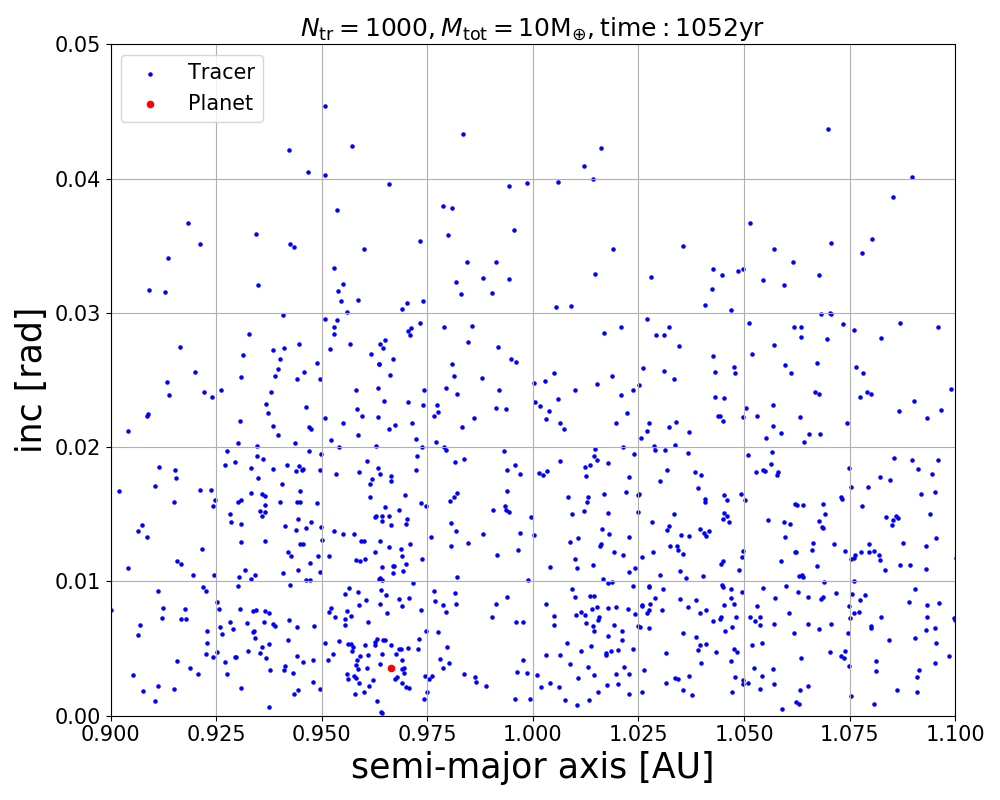 N_tr = 1000, M_tot = 10M_⊕, time : 1052yr
Tracer
Planet
0.05
0.04
0.03
0.02
0.01
0.00
inc [rad]
0.900 0.925 0.950 0.975 1.000 1.025 1.050 1.075 1.100
semi-major axis [AU]